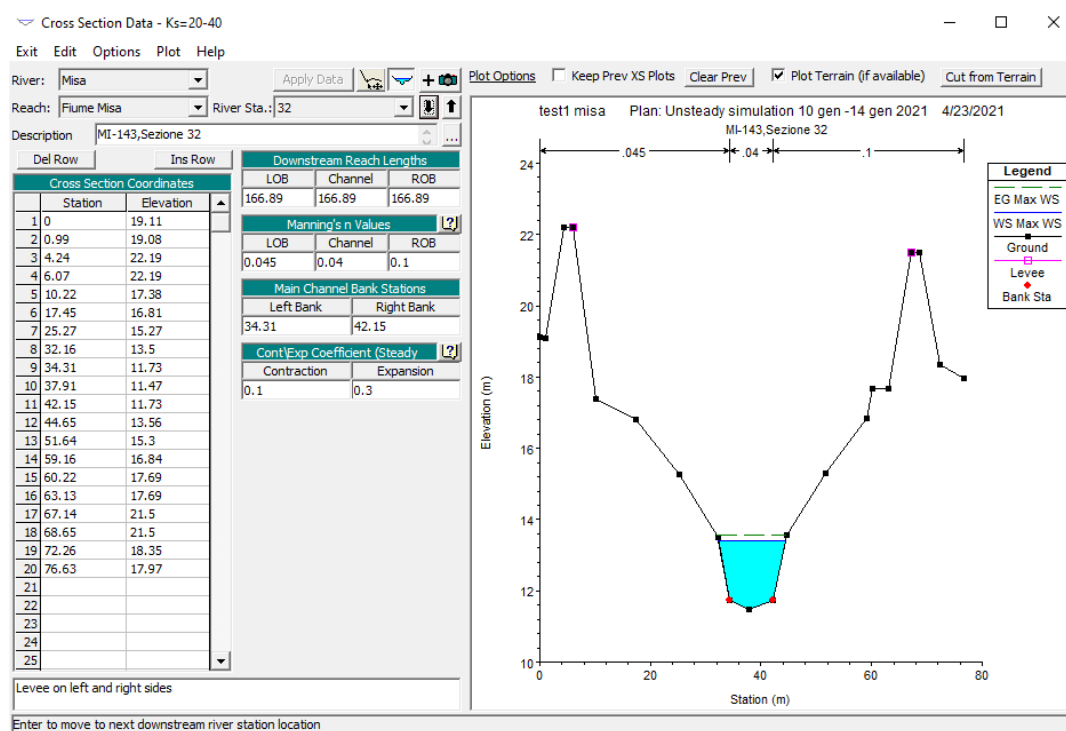 Cross Section Data - Ks=20-40
Exit Edit Options Plot Help
River: Misa Apply Data
Reach: Fiume Misa River Sta.: 32
Description MI-143,Sezione 32 ...
Del Row Ins Row
Cross Section Coordinates
Station Elevation
1 0 19.11
2 0.99 19.08
3 4.24 22.19
4 6.07 22.19
5 10.22 17.38
6 17.45 16.81
7 25.27 15.27
8 32.16 13.5
9 34.31 11.73
10 37.91 11.47
11 42.15 11.73
12 44.65 13.56
13 51.64 15.3
14 59.16 16.84
15 60.22 17.69
16 63.13 17.69
17 67.14 21.5
18 68.65 21.5
19 72.26 18.35
20 76.63 17.97
21
22
23
24
25
Downstream Reach Lengths
LOB Channel ROB
166.89 166.89 166.89
Manning's n Values ?
LOB Channel ROB
0.045 0.04 0.1
Main Channel Bank Stations
Left Bank Right Bank
34.31 42.15
Cont\Exp Coefficient (Steady ?
Contraction Expansion
0.1 0.3
Levee on left and right sides
Enter to move to next downstream river station location
Plot Options Keep Prev XS Plots Clear Prev Plot Terrain (if available) Cut from Terrain
test1 misa Plan: Unsteady simulation 10 gen -14 gen 2021 4/23/2021
MI-143,Sezione 32
.045 .04 .1
24
22
20
18
16
14
12
10
Elevation (m)
0 20 40 60 80
Station (m)
Legend
EG Max WS
WS Max WS
Ground
Levee
Bank Sta